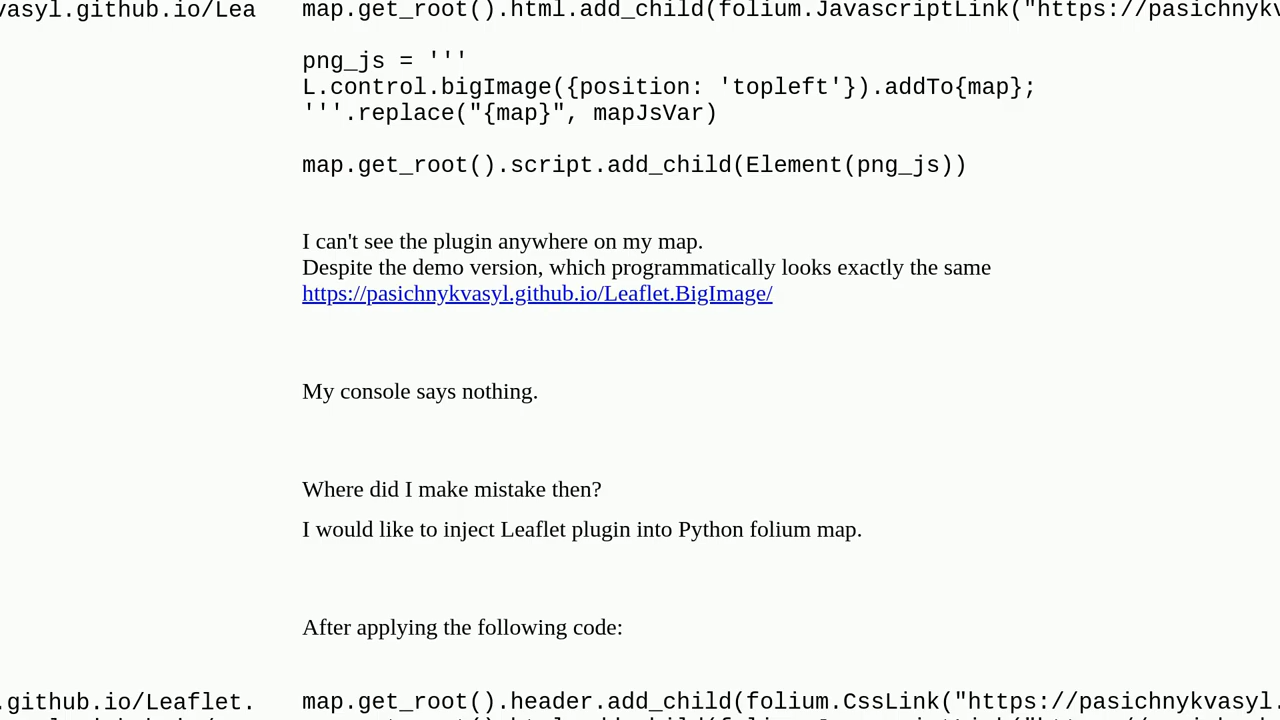 vasyl.github.io/Lea map.get_root().html.add_child(folium.JavascriptLink("https://pasichnykv
png_js = '''
L.control.bigImage({position: 'topleft'}).addTo{map};
'''.replace("{map}", mapJsVar)
map.get_root().script.add_child(Element(png_js))
I can't see the plugin anywhere on my map.
Despite the demo version, which programmatically looks exactly the same
https://pasichnykvasyl.github.io/Leaflet.BigImage/
My console says nothing.
Where did I make mistake then?
I would like to inject Leaflet plugin into Python folium map.
After applying the following code:
.github.io/Leaflet. map.get_root().header.add_child(folium.CssLink("https://pasichnykvasyl.